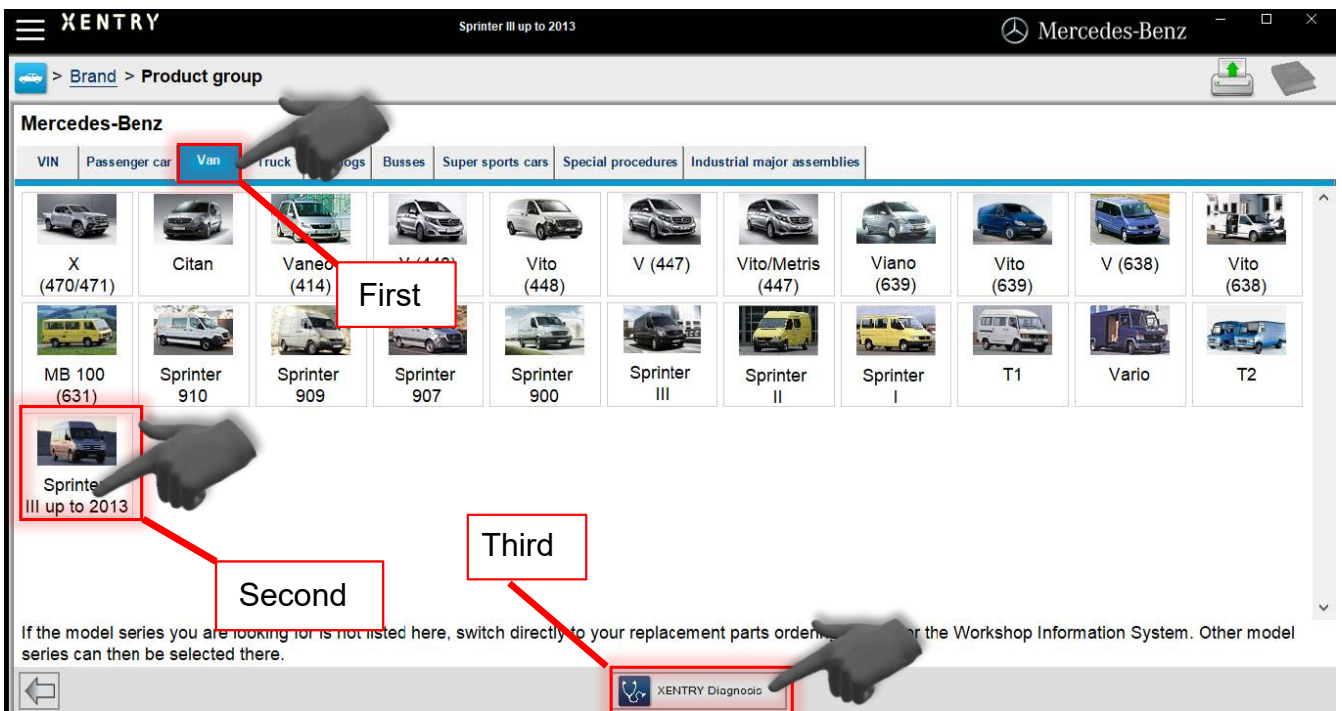 XENTRY
Sprinter III up to 2013
Mercedes-Benz
> Brand > Product group
Mercedes-Benz
VIN
Passenger car
Van
Truck
Busses
Super sports cars
Special procedures
Industrial major assemblies
X
(470/471)
Citan
Vaneo
(414)
Vito
(448)
V (447)
Vito/Metris
(447)
Viano
(639)
Vito
(639)
V (638)
Vito
(638)
First
MB 100
(631)
Sprinter
910
Sprinter
909
Sprinter
907
Sprinter
900
Sprinter
III
Sprinter
II
Sprinter
I
T1
Vario
T2
Sprinter
III up to 2013
Second
Third
If the model series you are looking for is not listed here, switch directly to your replacement parts or the Workshop Information System. Other model
series can then be selected there.
XENTRY Diagnosis